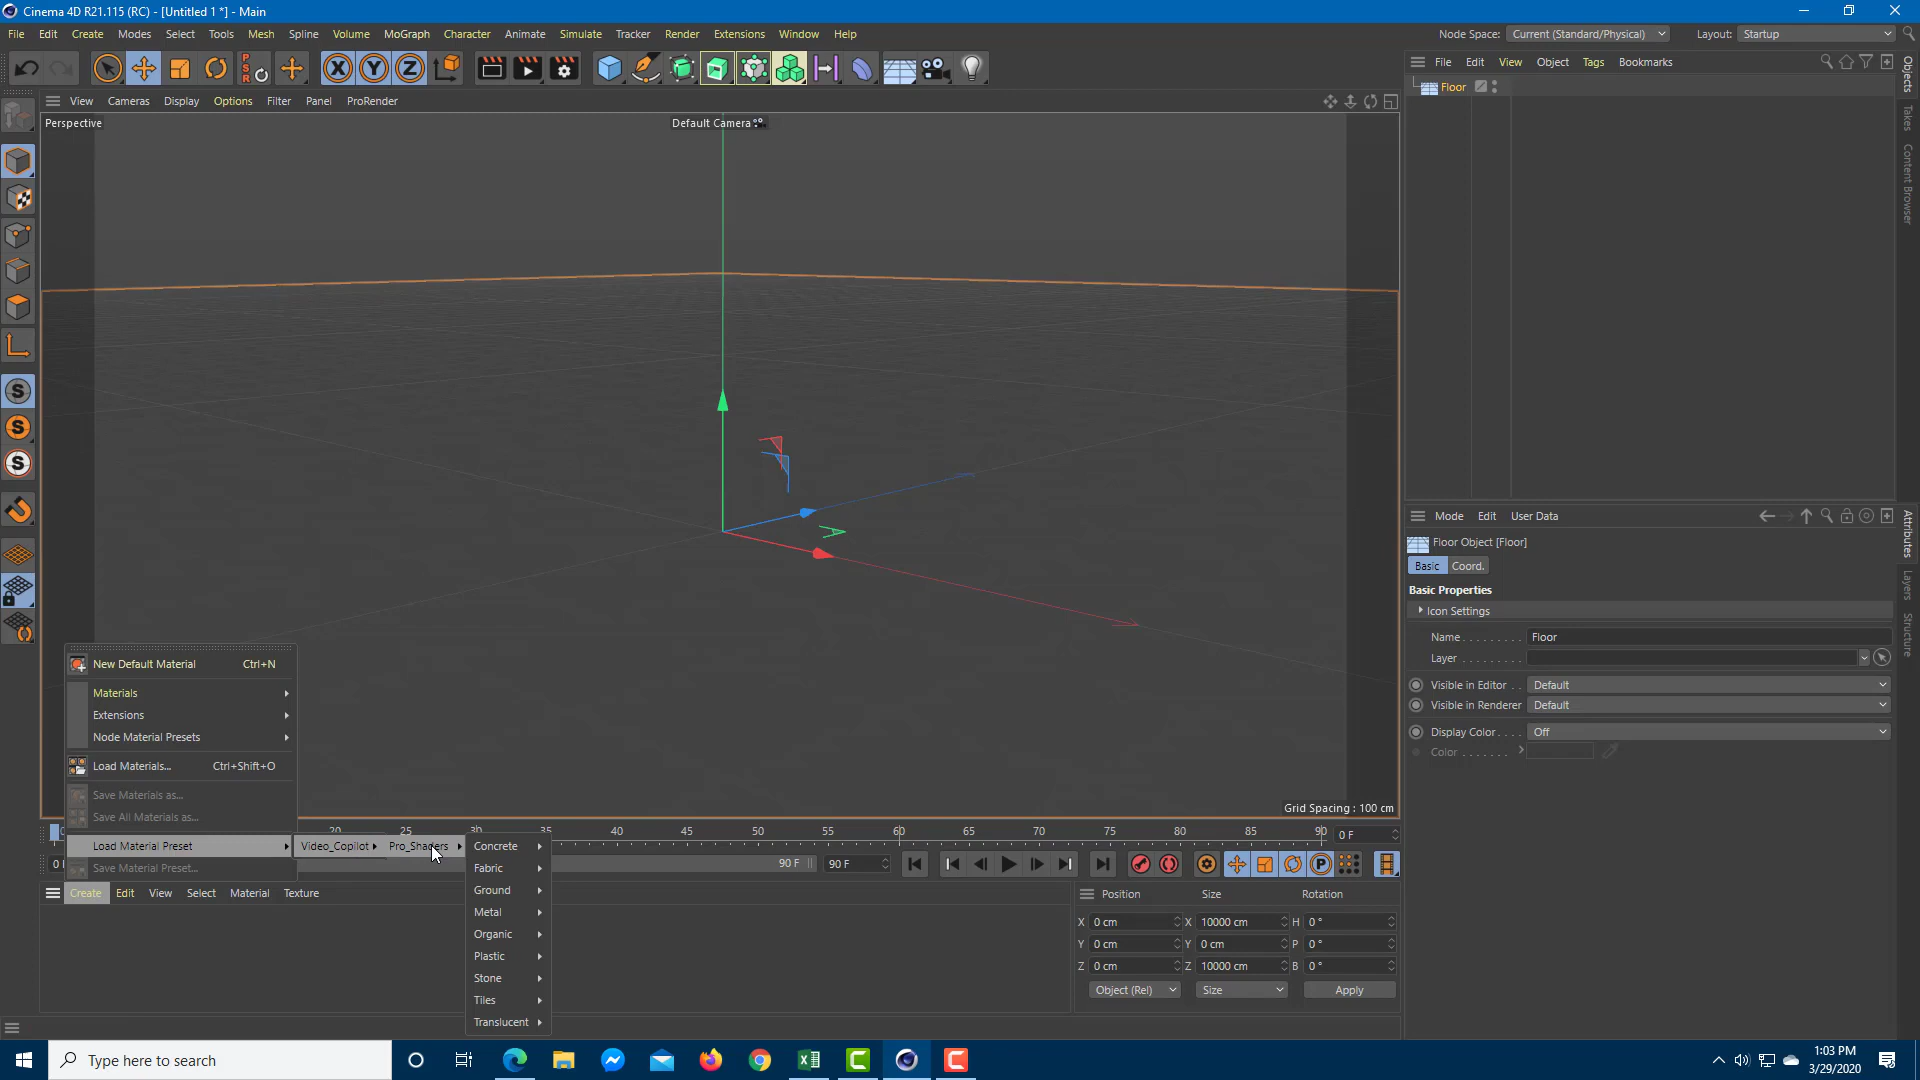 Cinema 4D R21.115 (RC) - [Untitled 1 *] - Main
File Edit Create Modes Select Tools Mesh Spline Volume MoGraph Character Animate Simulate Tracker Render Extensions Window Help Node Space: Current (Standard/Physical) Layout: Startup
X Y Z
PSR
File Edit View Object Tags Bookmarks
Floor
Objects
Takes
Content Browser
View Cameras Display Options Filter Panel ProRender
Perspective
Default Camera
Grid Spacing : 100 cm
Mode Edit User Data
Floor Object [Floor]
Basic Coord.
Basic Properties
Icon Settings
Name . . . . . . . . Floor
Layer . . . . . . . .
Visible in Editor . . Default
Visible in Renderer Default
Display Color . . . . Off
Color . . . . . . .
Attributes
Layers
Structure
New Default Material Ctrl+N
Materials
Extensions
Node Material Presets
Load Materials... Ctrl+Shift+O
Save Materials as...
Save All Materials as...
Load Material Preset
Save Material Preset...
Video_Copilot
Pro_Shaders
Concrete
Fabric
Ground
Metal
Organic
Plastic
Stone
Tiles
Translucent
20 25 30 35 40 45 50 55 60 65 70 75 80 85 90 0 F
90 F 90 F
Create Edit View Select Material Texture
Position Size Rotation
X 0 cm X 10000 cm H 0 °
Y 0 cm Y 0 cm P 0 °
Z 0 cm Z 10000 cm B 0 °
Object (Rel) Size Apply
Type here to search
1:03 PM
3/29/2020